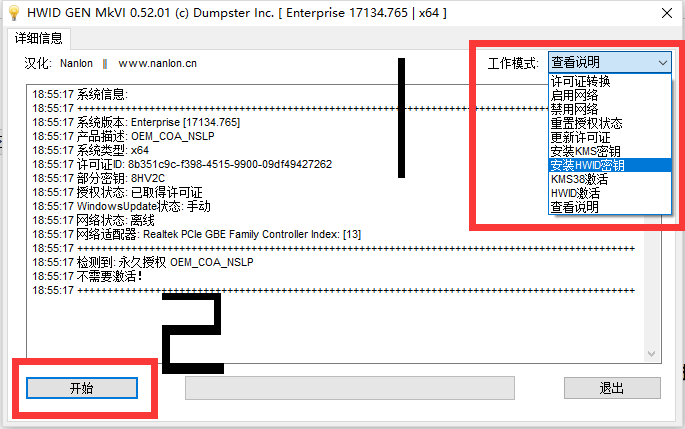 HWID GEN MkVI 0.52.01 (c) Dumpster Inc. [ Enterprise 17134.765 | x64 ]
详细信息
汉化: Nanlon www.nanlon.cn
工作模式: 查看说明
许可证转换
启用网络
禁用网络
重置授权状态
更新许可证
安装KMS密钥
安装HWID密钥
KMS38激活
HWID激活
查看说明
1
18:55:17 系统信息:
18:55:17 系统版本: Enterprise [17134.765]
18:55:17 产品描述: OEM_COA_NSLP
18:55:17 系统类型: x64
18:55:17 许可证ID: 8b351c9c-f398-4515-9900-09df49427262
18:55:17 部分密钥: 8HV2C
18:55:17 授权状态: 已取得许可证
18:55:17 WindowsUpdate状态: 手动
18:55:17 网络状态: 离线
18:55:17 网络适配器: Realtek PCIe GBE Family Controller Index: [13]
18:55:17
18:55:17 检测到: 永久授权 OEM_COA_NSLP
18:55:17 不需要激活!
18:55:17
2
开始
退出